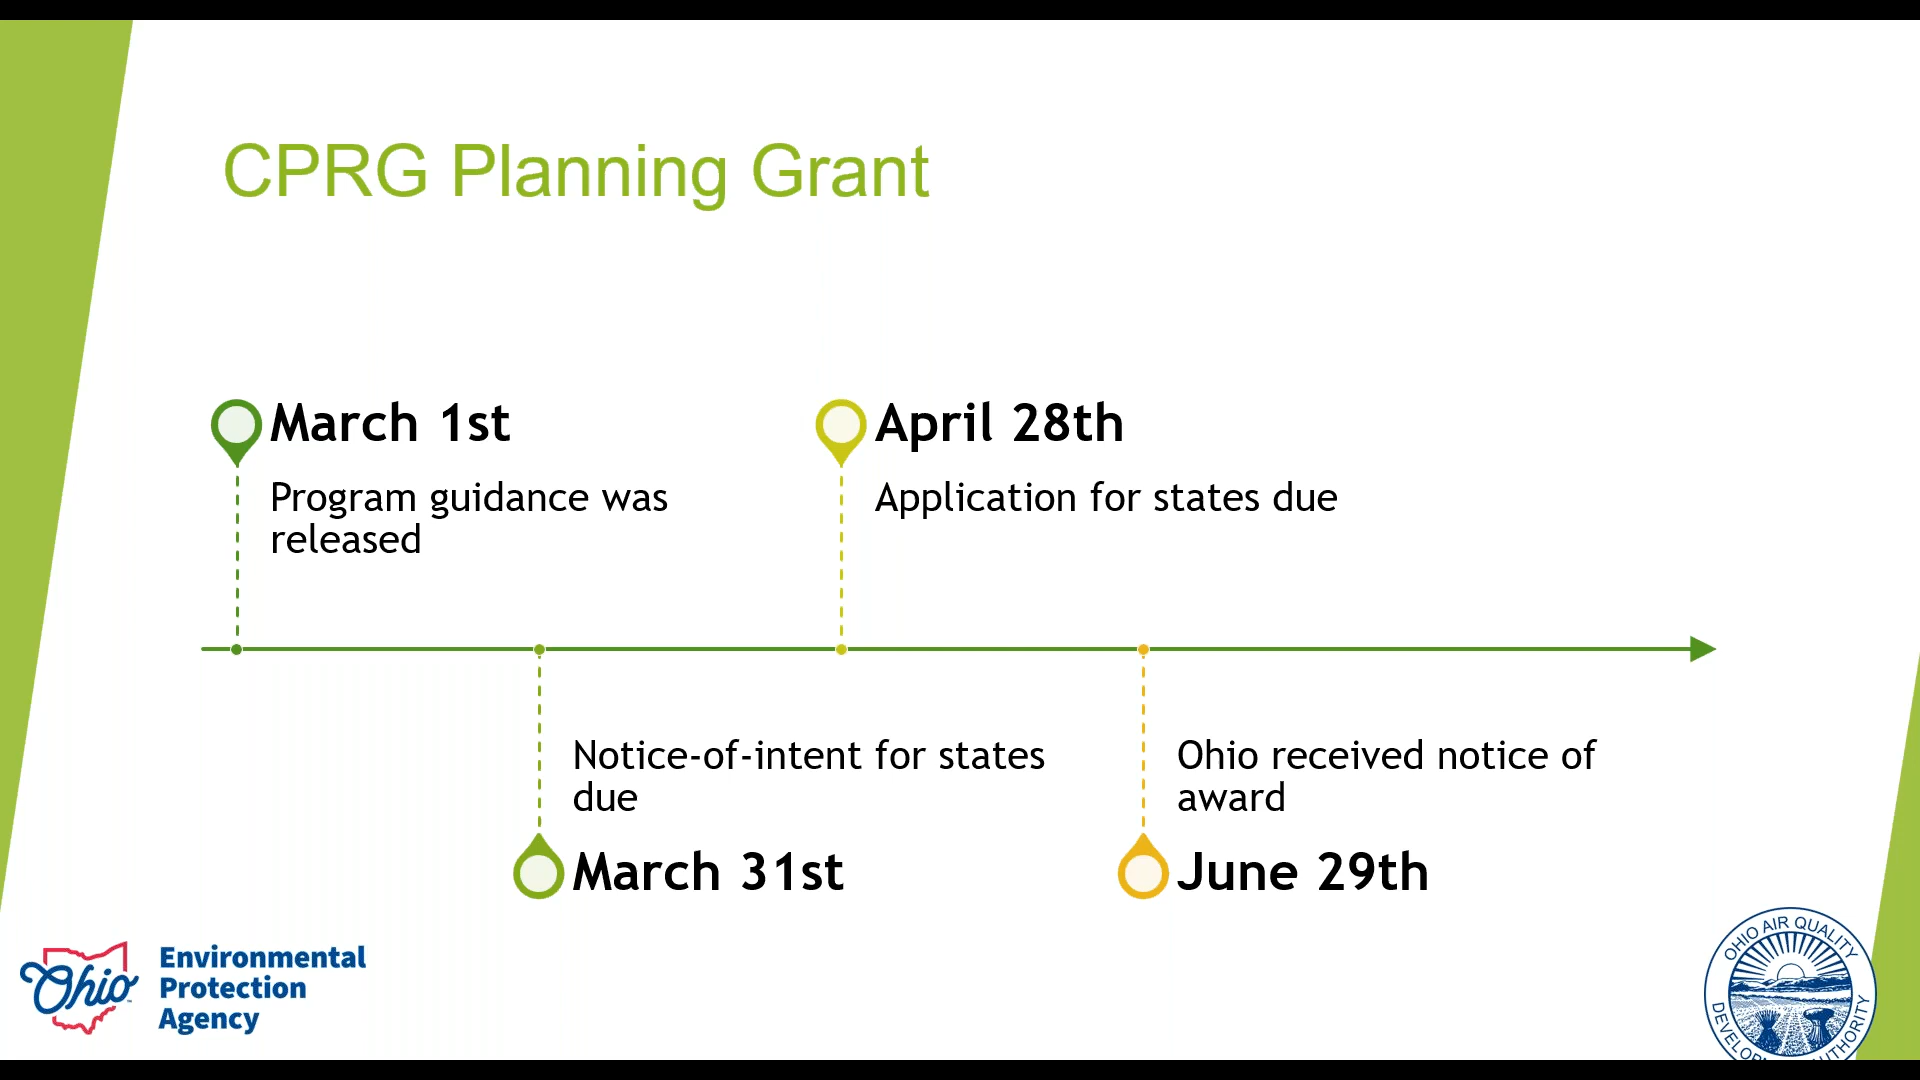 CPRG Planning Grant
March 1st
Program guidance was
released
April 28th
Application for states due
Notice-of-intent for states
due
March 31st
Ohio received notice of
award
June 29th
Ohio
Environmental
Protection
Agency
OHIO AIR QUALITY